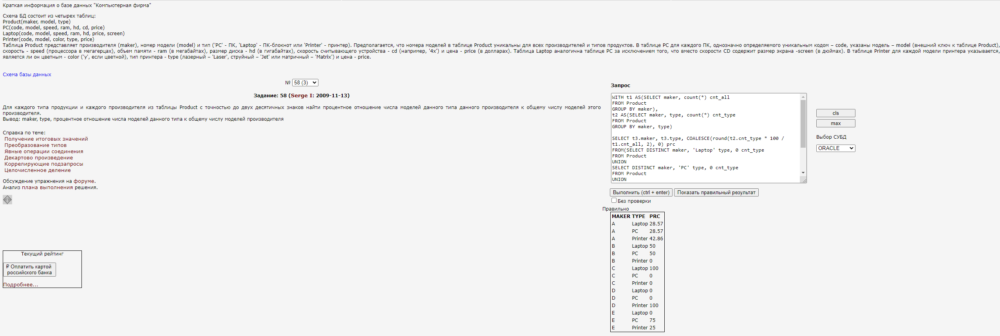 Краткая информация о базе данных "Компьютерная фирма"
Схема БД состоит из четырех таблиц:
Product(maker, model, type)
PC(code, model, speed, ram, hd, cd, price)
Laptop(code, model, speed, ram, hd, price, screen)
Printer(code, model, color, type, price)
Таблица Product представляет производителя (maker), номер модели (model) и тип ('PC' - ПК, 'Laptop' - ПК-блокнот или 'Printer' - принтер). Предполагается, что номера моделей в таблице Product уникальны для всех производителей и типов продуктов. В таблице PC для каждого ПК, однозначно определяемого уникальным кодом – code, указаны модель – model (внешний ключ к таблице Product),
скорость - speed (процессора в мегагерцах), объем памяти - ram (в мегабайтах), размер диска - hd (в гигабайтах), скорость считывающего устройства - cd (например, '4x') и цена - price (в долларах). Таблица Laptop аналогична таблице РС за исключением того, что вместо скорости CD содержит размер экрана -screen (в дюймах). В таблице Printer для каждой модели принтера указывается,
является ли он цветным - color ('y', если цветной), тип принтера - type (лазерный – 'Laser', струйный – 'Jet' или матричный – 'Matrix') и цена - price.
Схема базы данных
№ 58 (3)
Задание: 58 (Serge I: 2009-11-13)
Для каждого типа продукции и каждого производителя из таблицы Product c точностью до двух десятичных знаков найти процентное отношение числа моделей данного типа данного производителя к общему числу моделей этого
производителя.
Вывод: maker, type, процентное отношение числа моделей данного типа к общему числу моделей производителя
Справка по теме:
Получение итоговых значений
Преобразование типов
Явные операции соединения
Декартово произведение
Коррелирующие подзапросы
Целочисленное деление
Обсуждение упражнения на форуме.
Анализ плана выполнения решения.
Текущий рейтинг
₽ Оплатить картой
российского банка
Подробнее...
Запрос
WITH t1 AS(SELECT maker, count(*) cnt_all
FROM Product
GROUP BY maker),
t2 AS(SELECT maker, type, count(*) cnt_type
FROM Product
GROUP BY maker, type)
SELECT t3.maker, t3.type, COALESCE(round(t2.cnt_type * 100 /
t1.cnt_all, 2), 0) prc
FROM(SELECT DISTINCT maker, 'Laptop' type, 0 cnt_type
FROM Product
UNION
SELECT DISTINCT maker, 'PC' type, 0 cnt_type
FROM Product
UNION
cls
max
Выбор СУБД
ORACLE
Выполнить (ctrl + enter) Показать правильный результат
Без проверки
Правильно
MAKER TYPE PRC
A Laptop 28.57
A PC 28.57
A Printer 42.86
B Laptop 50
B PC 50
B Printer 0
C Laptop 100
C PC 0
C Printer 0
D Laptop 0
D PC 0
D Printer 100
E Laptop 0
E PC 75
E Printer 25